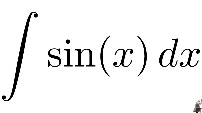 ∫ sin(x) dx